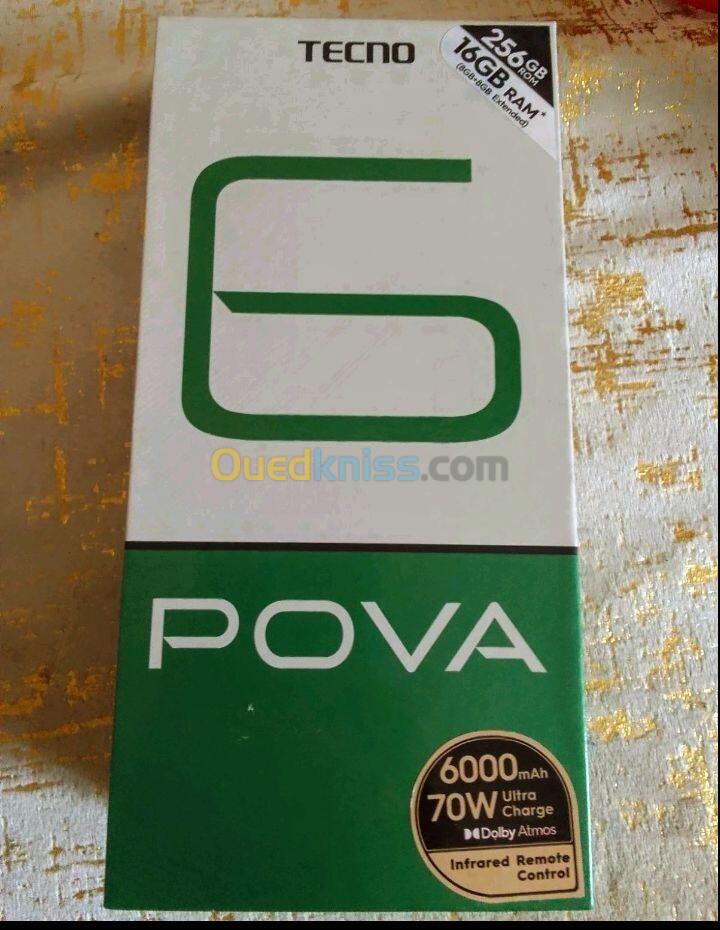 TECNO
256GB
ROM
16GB RAM*
(8GB+8GB Extended)
6
Ouedkniss.com
POVA
6000mAh
70W Ultra
Charge
Dolby Atmos
Infrared Remote
Control